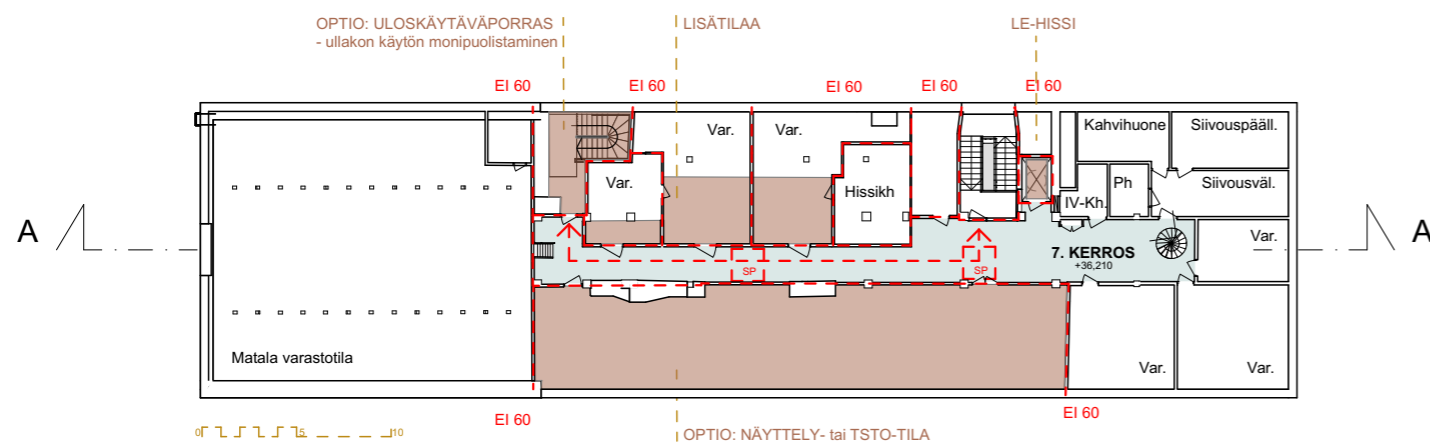 OPTIO: ULOSKÄYTÄVÄPORRAS
- ullakon käytön monipuolistaminen
LISÄTILAA
LE-HISSI
EI 60
EI 60
EI 60
EI 60
EI 60
Var.
Var.
Kahvihuone
Siivouspääll.
Var.
Hissikh
IV-Kh.
Ph
Siivousväl.
A
A
7. KERROS
+36,210
Var.
SP
SP
Matala varastotila
Var.
Var.
EI 60
EI 60
0
5
10
OPTIO: NÄYTTELY- tai TSTO-TILA